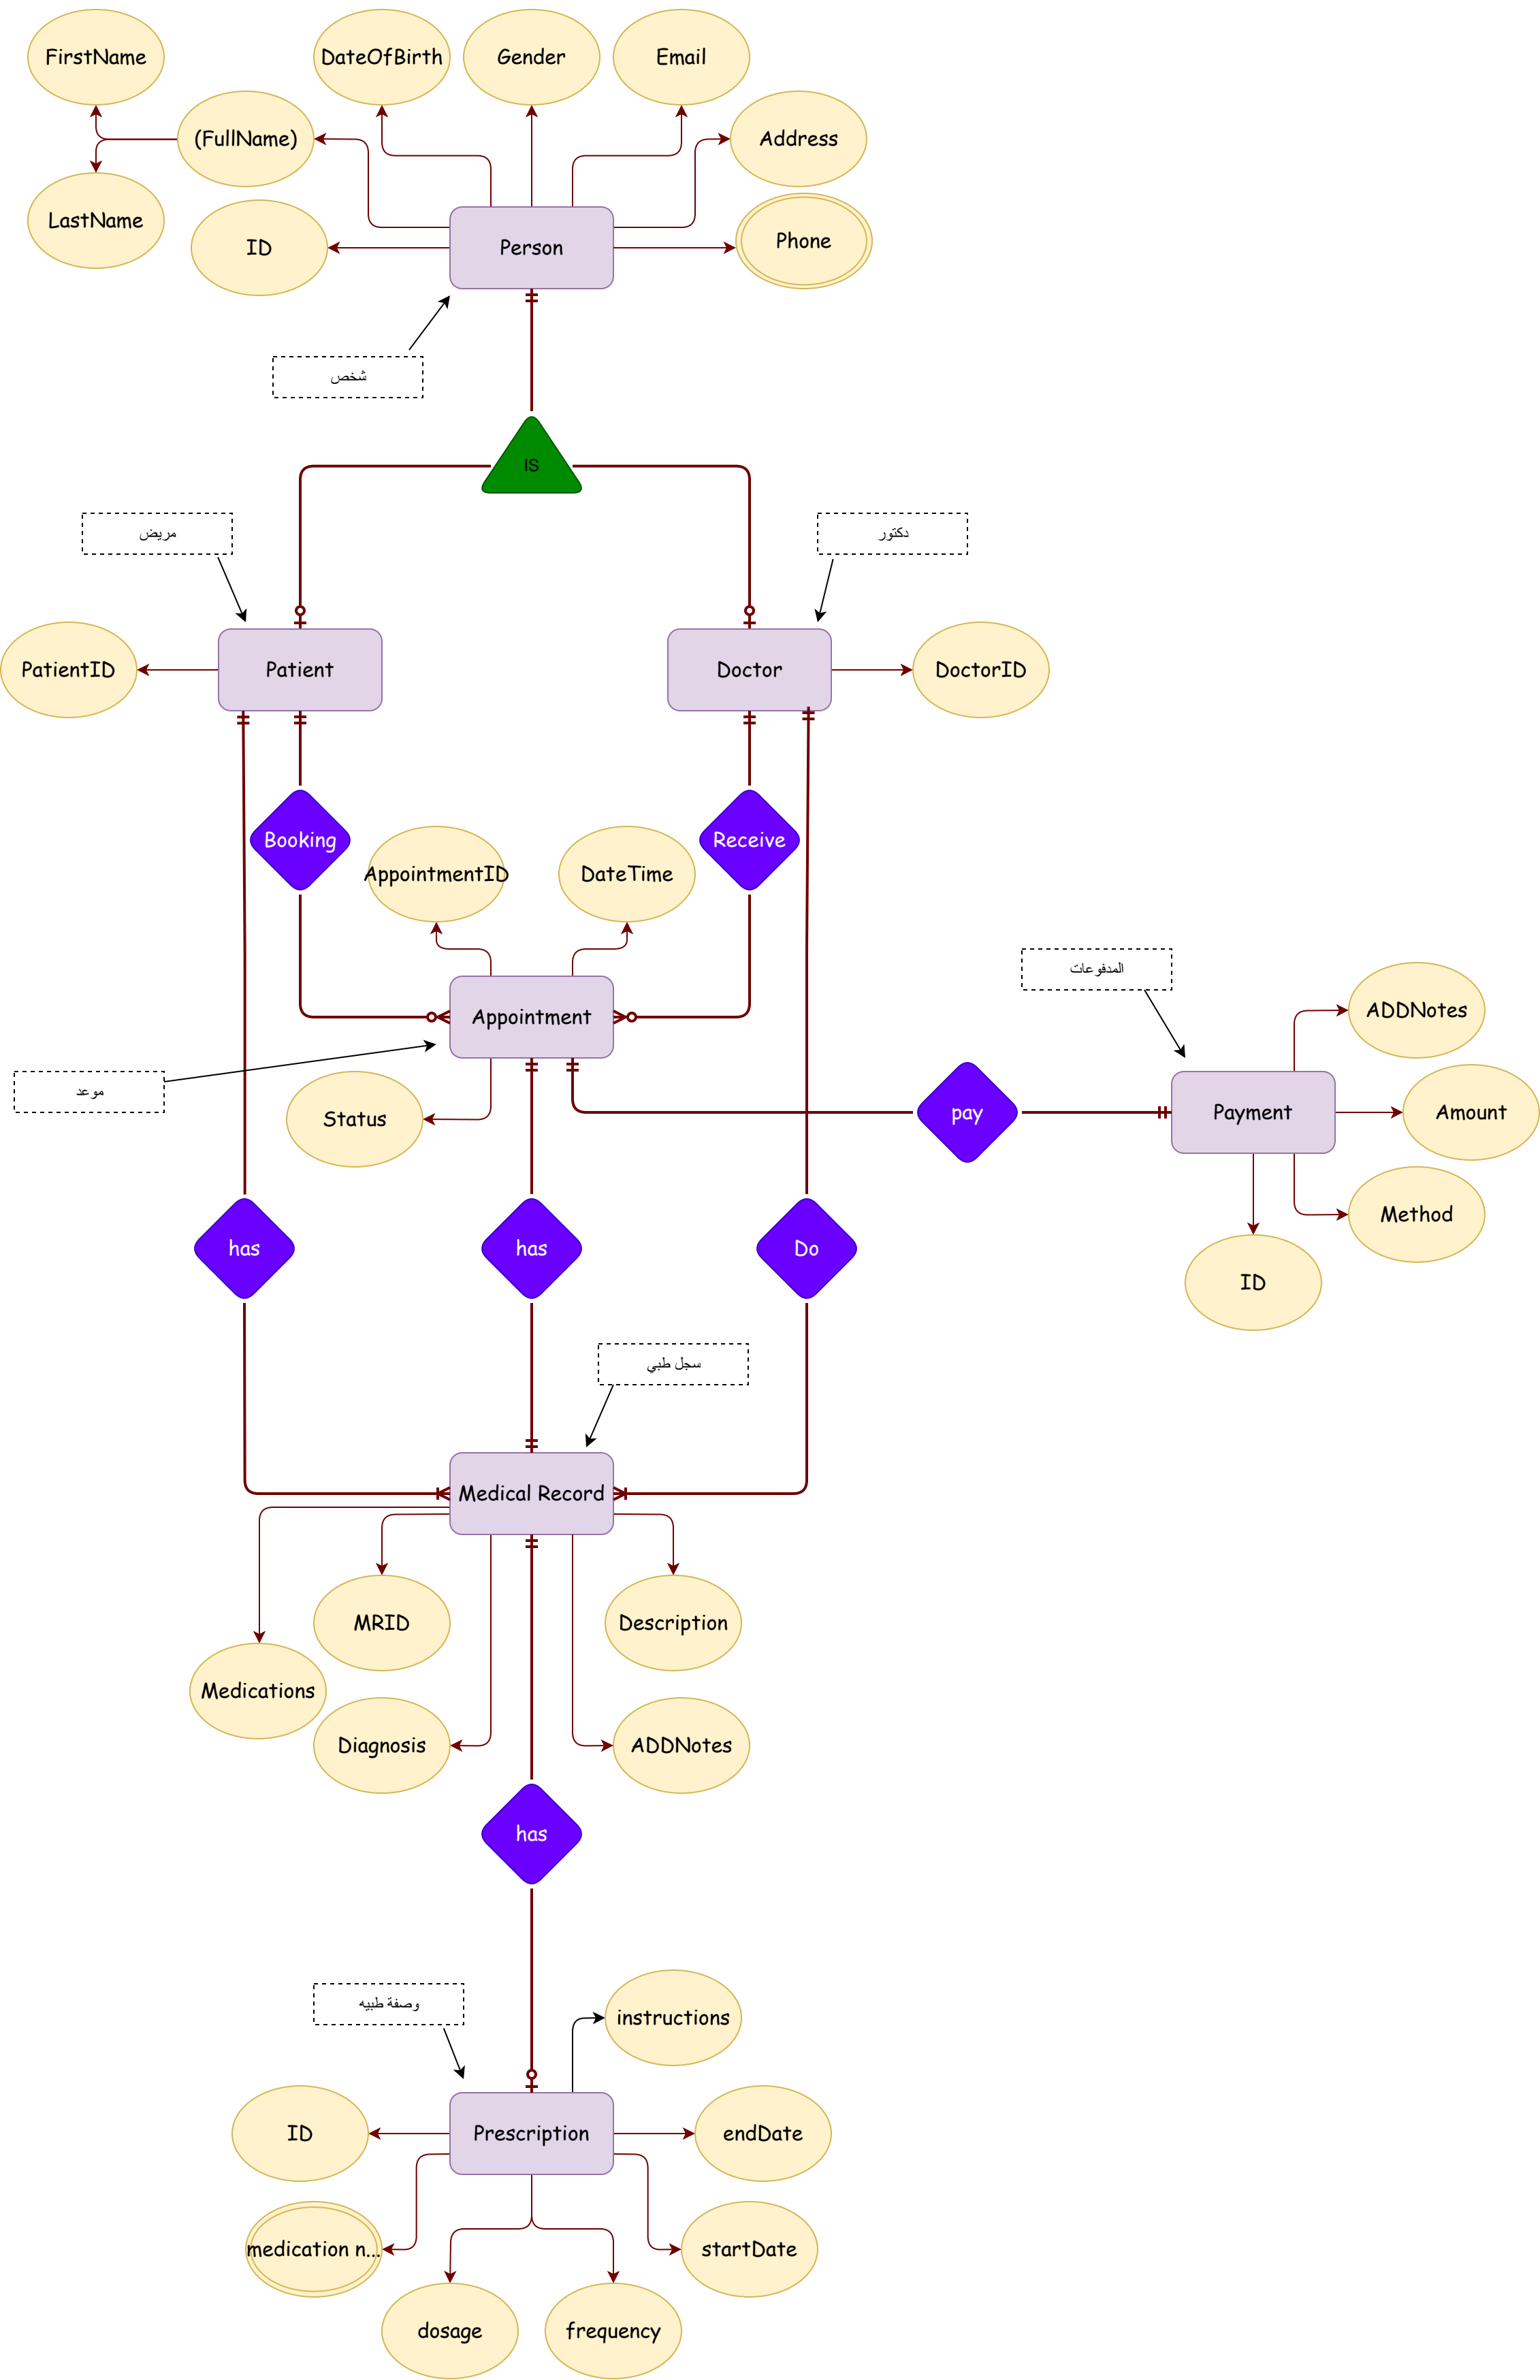 FirstName
DateOfBirth
Gender
Email
(FullName)
Address
LastName
ID
Person
Phone
شخص
IS
مريض
دكتور
PatientID
Patient
Doctor
DoctorID
Booking
Receive
AppointmentID
DateTime
المدفوعات
ADDNotes
Appointment
موعد
Status
pay
Payment
Amount
Method
has
has
Do
ID
سجل طبي
Medical Record
MRID
Description
Medications
Diagnosis
ADDNotes
has
وصفة طبيه
instructions
ID
Prescription
endDate
medication n...
startDate
dosage
frequency